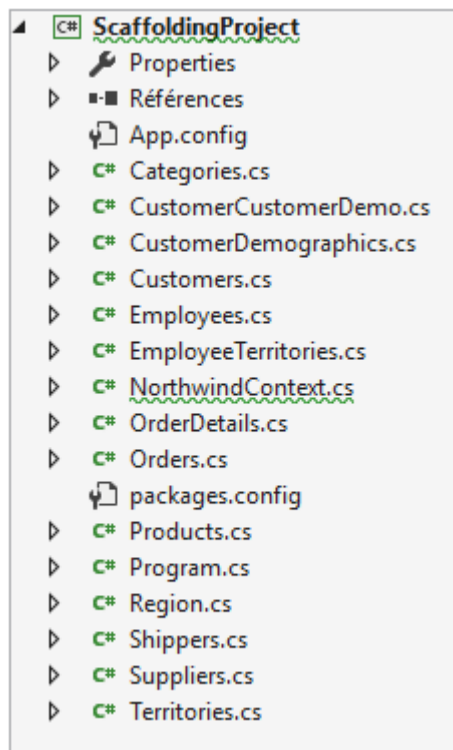 C# ScaffoldingProject
Properties
Références
App.config
C# Categories.cs
C# CustomerCustomerDemo.cs
C# CustomerDemographics.cs
C# Customers.cs
C# Employees.cs
C# EmployeeTerritories.cs
C# NorthwindContext.cs
C# OrderDetails.cs
C# Orders.cs
packages.config
C# Products.cs
C# Program.cs
C# Region.cs
C# Shippers.cs
C# Suppliers.cs
C# Territories.cs